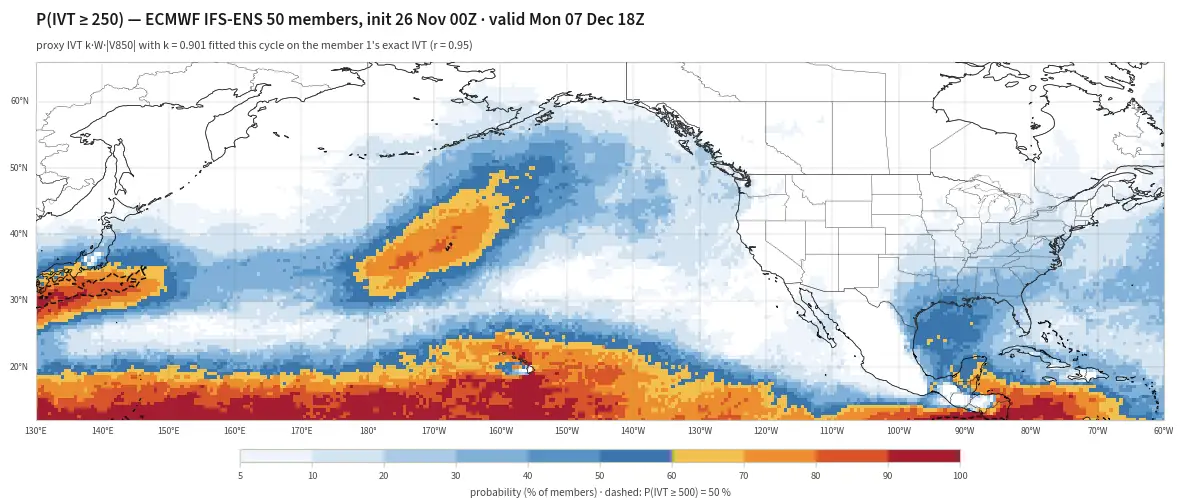 P(IVT ≥ 250) — ECMWF IFS-ENS 50 members, init 26 Nov 00Z · valid Mon 07 Dec 18Z
proxy IVT k·W·|V850| with k = 0.901 fitted this cycle on the member 1's exact IVT (r = 0.95)
60°N
50°N
40°N
30°N
20°N
130°E 140°E 150°E 160°E 170°E 180° 170°W 160°W 150°W 140°W 130°W 120°W 110°W 100°W 90°W 80°W 70°W 60°W
5 10 20 30 40 50 60 70 80 90 100
probability (% of members) · dashed: P(IVT ≥ 500) = 50 %